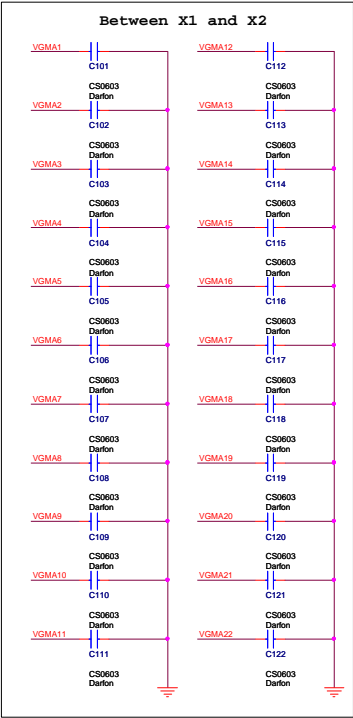 Between X1 and X2
VGMA1
C101
CS0603
Darfon
VGMA2
C102
CS0603
Darfon
VGMA3
C103
CS0603
Darfon
VGMA4
C104
CS0603
Darfon
VGMA5
C105
CS0603
Darfon
VGMA6
C106
CS0603
Darfon
VGMA7
C107
CS0603
Darfon
VGMA8
C108
CS0603
Darfon
VGMA9
C109
CS0603
Darfon
VGMA10
C110
CS0603
Darfon
VGMA11
C111
CS0603
Darfon
VGMA12
C112
CS0603
Darfon
VGMA13
C113
CS0603
Darfon
VGMA14
C114
CS0603
Darfon
VGMA15
C115
CS0603
Darfon
VGMA16
C116
CS0603
Darfon
VGMA17
C117
CS0603
Darfon
VGMA18
C118
CS0603
Darfon
VGMA19
C119
CS0603
Darfon
VGMA20
C120
CS0603
Darfon
VGMA21
C121
CS0603
Darfon
VGMA22
C122
CS0603
Darfon